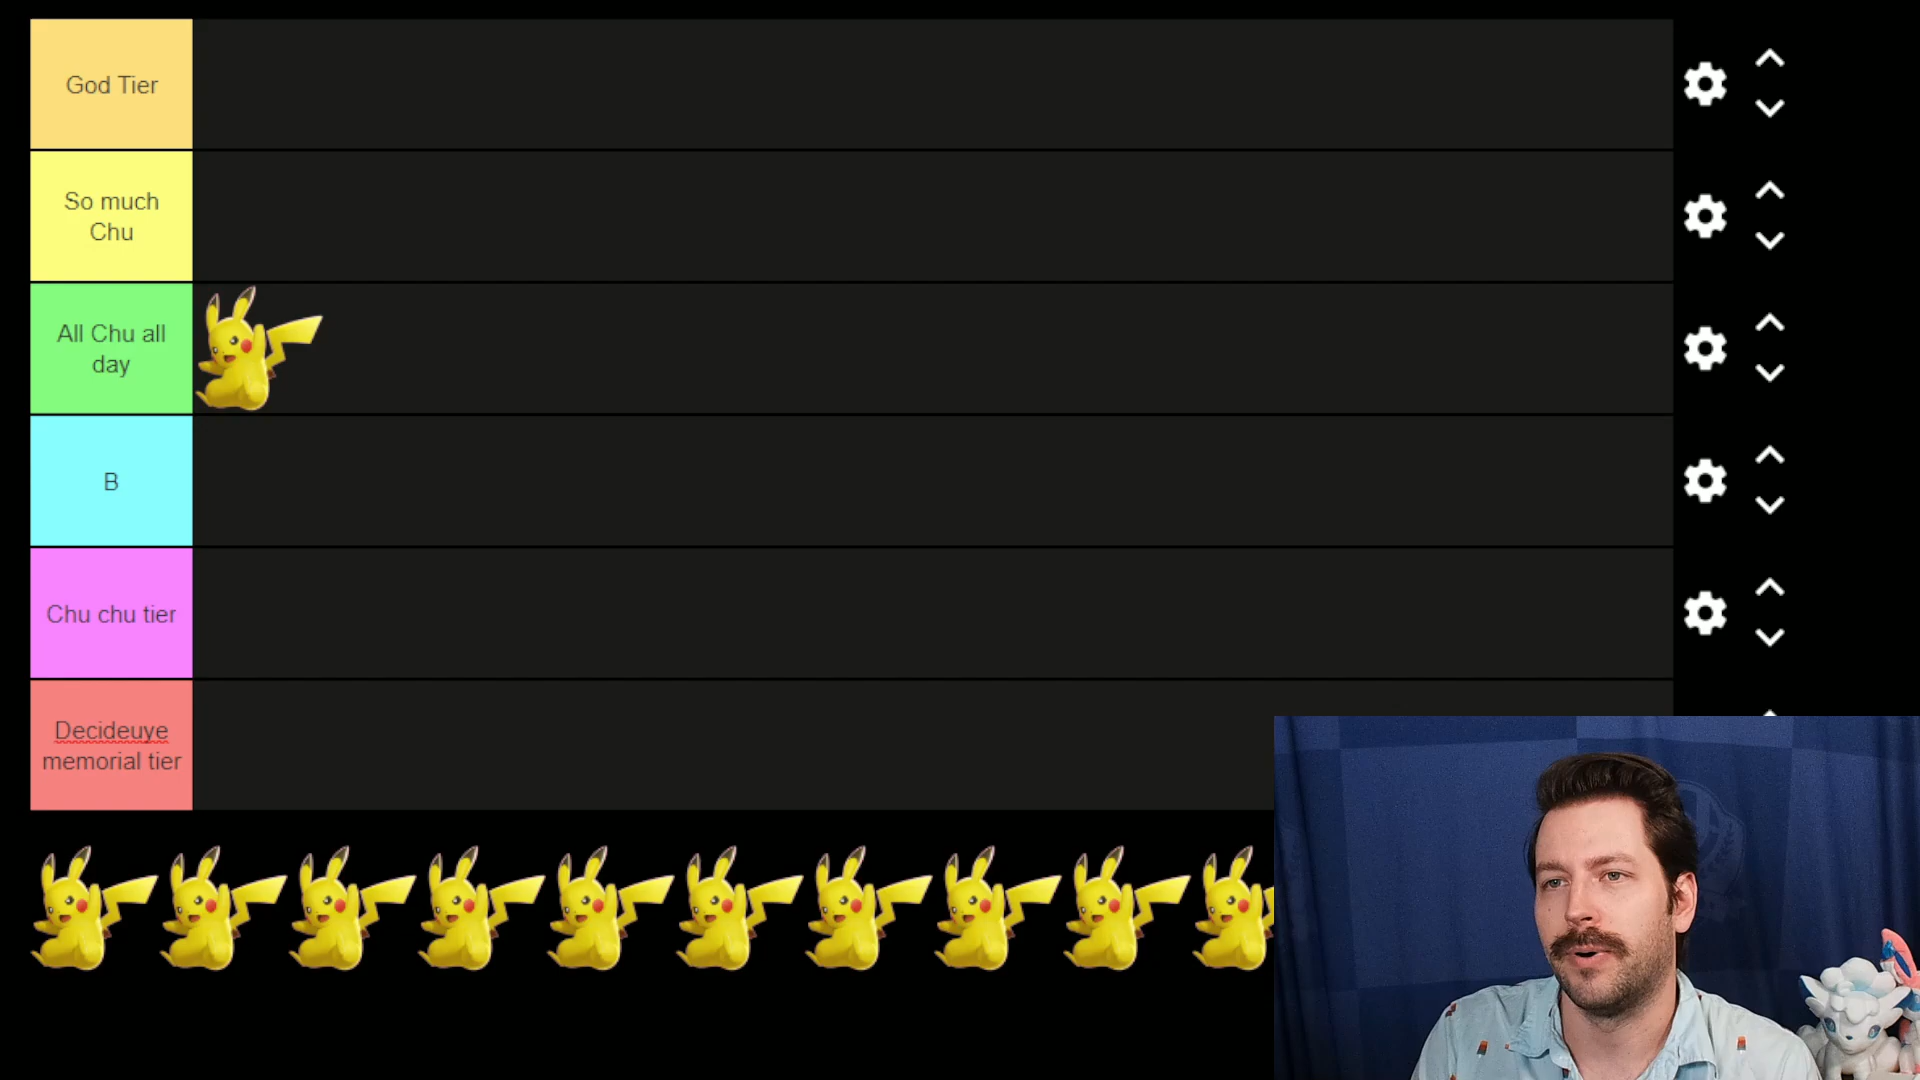 God Tier
So much
Chu
All Chu all
day
B
Chu chu tier
Decideuye
memorial tier